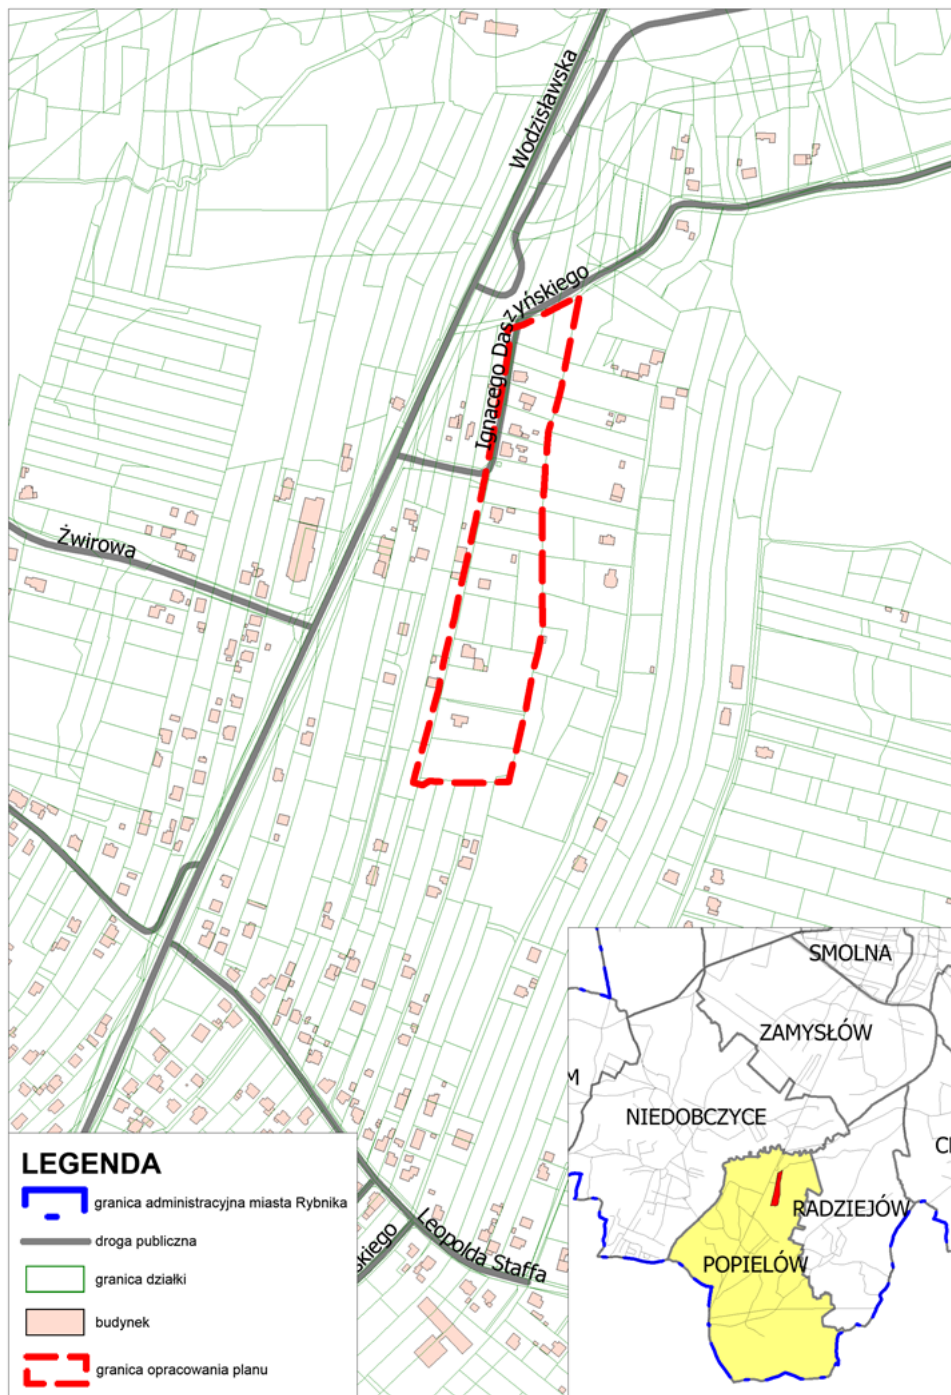 Wodzisławska
Ignacego Daszyńskiego
Żwirowa
SMOLNA
ZAMYSŁÓW
M
NIEDOBCZYCE
C
RADZIEJÓW
POPIELÓW
LEGENDA
granica administracyjna miasta Rybnika
droga publiczna
granica działki
budynek
granica opracowania planu
skiego
Leopolda Staffa